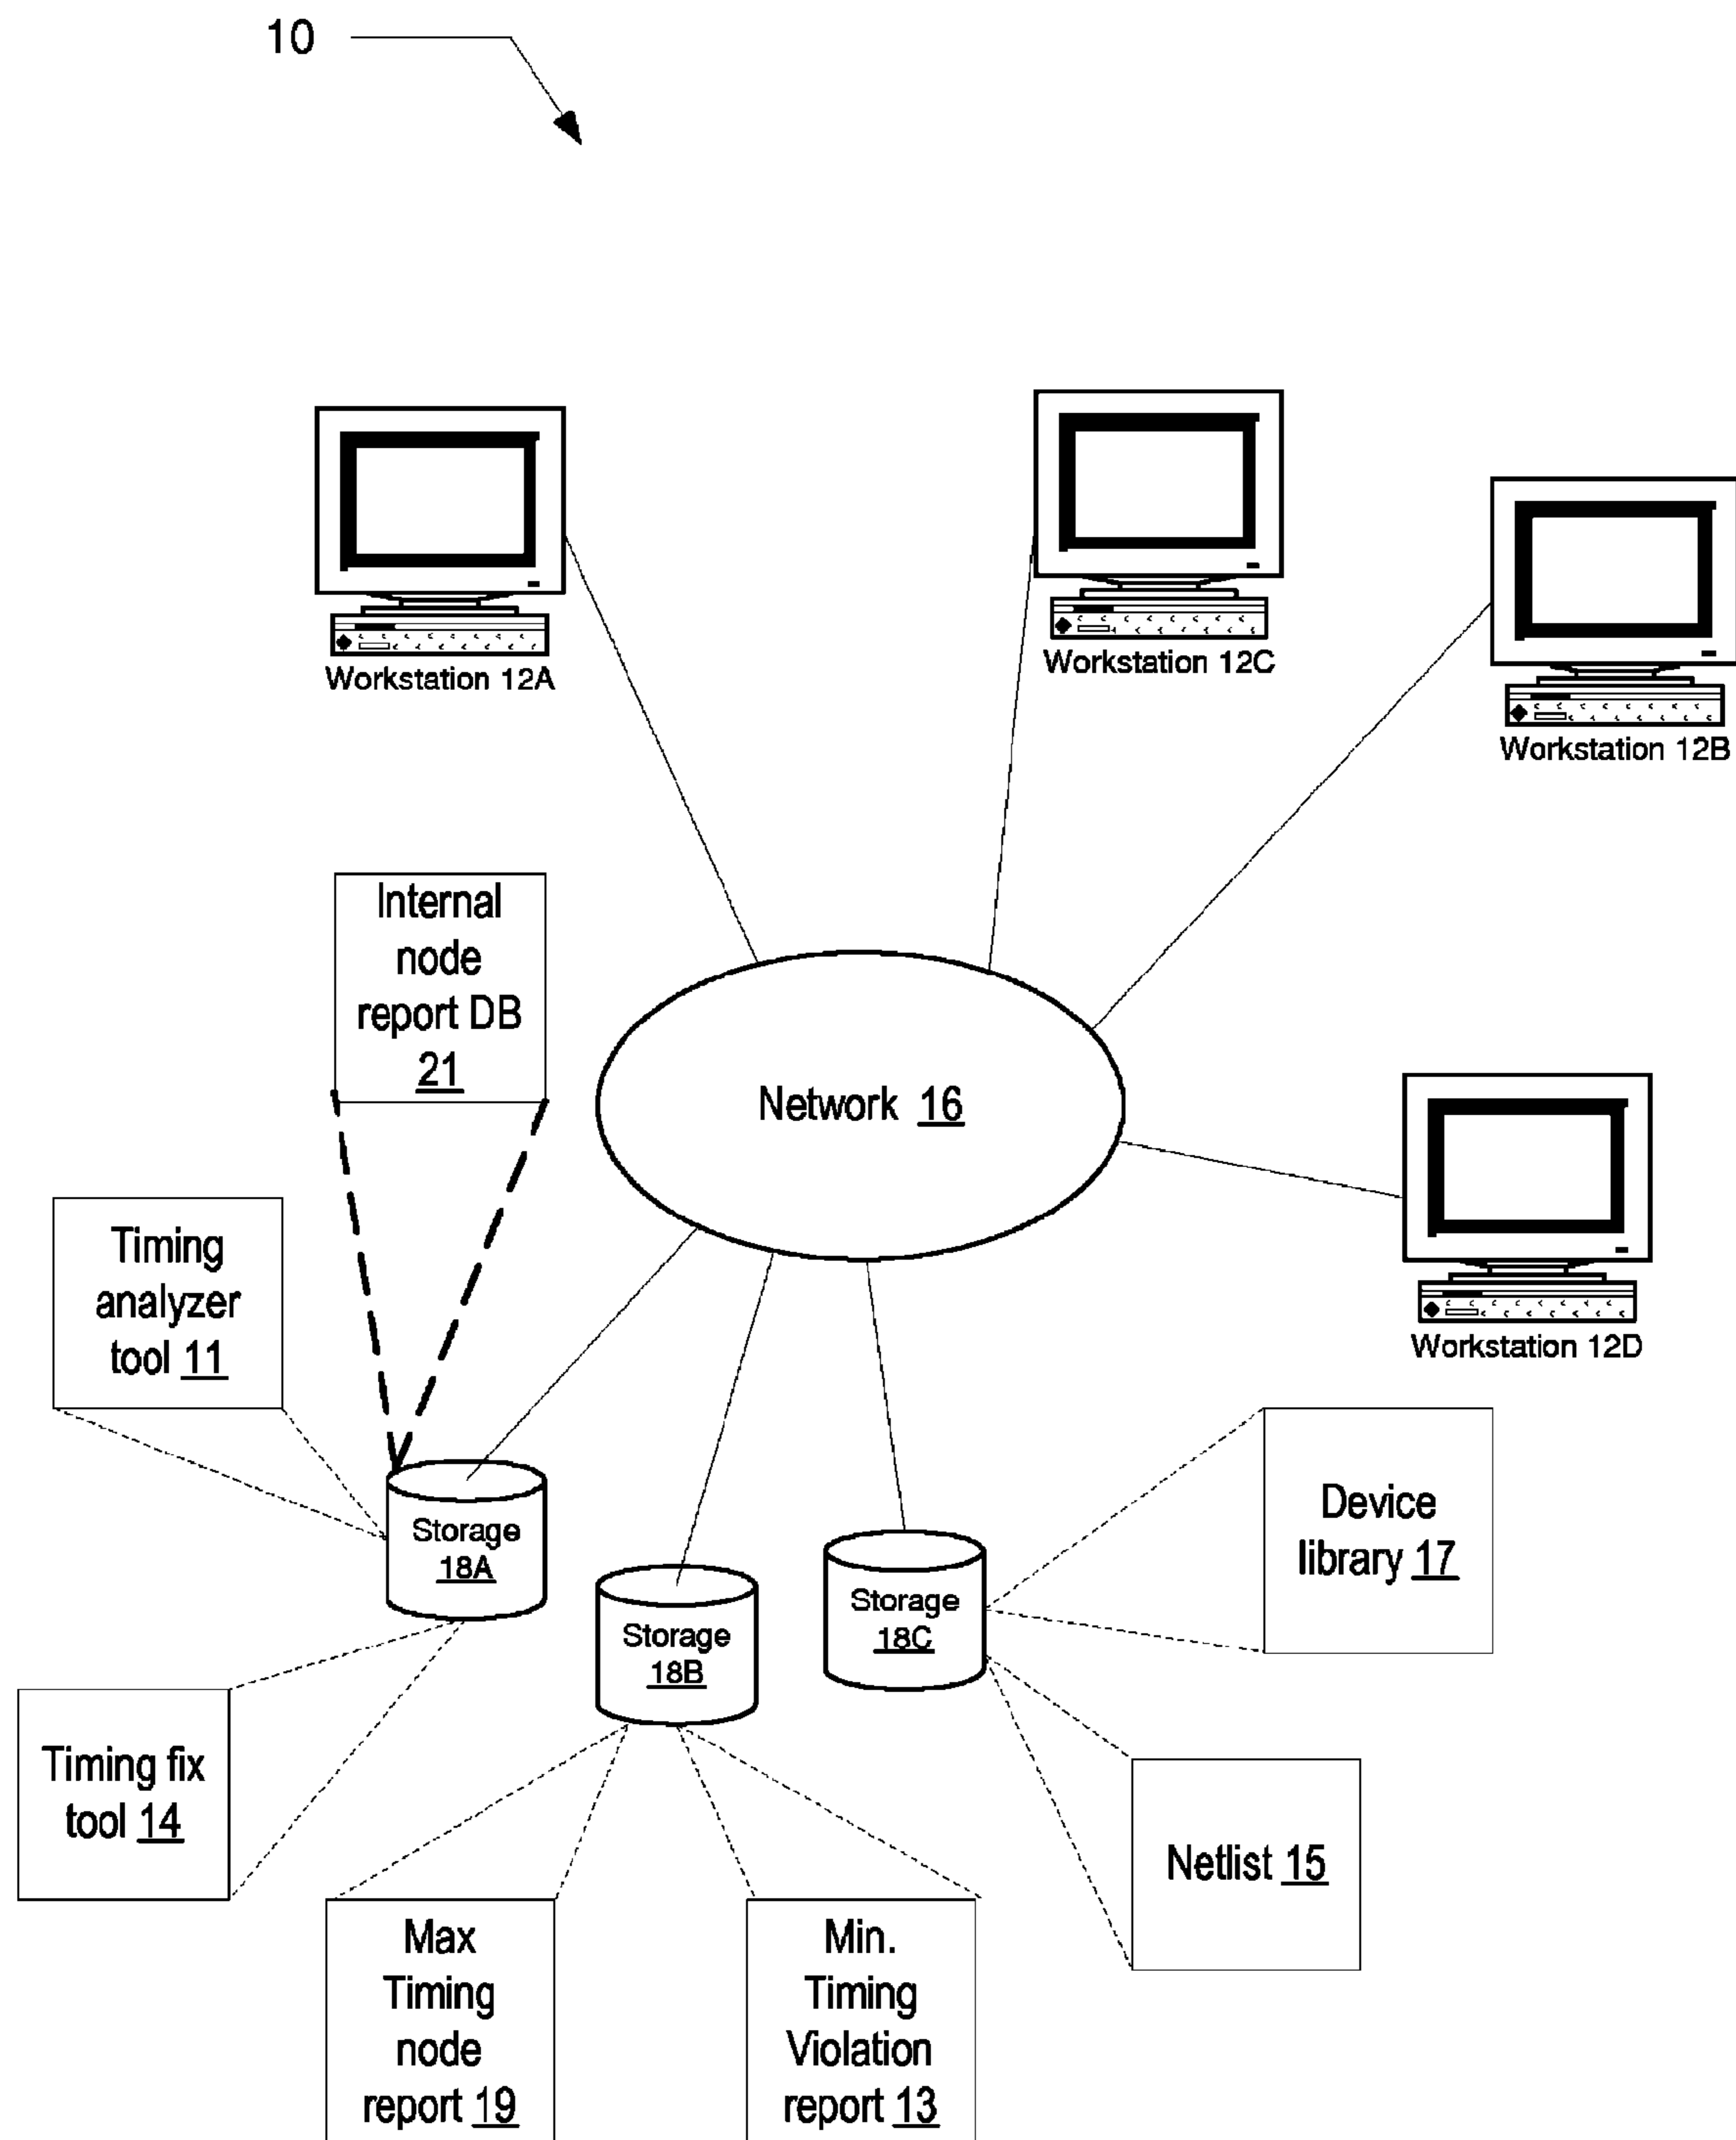 10
Workstation 12A
Workstation 12C
Workstation 12B
Internal
node
report DB
21
Network 16
Timing
analyzer
tool 11
Workstation 12D
Storage
18A
Storage
18B
Storage
18C
Device
library 17
Timing fix
tool 14
Netlist 15
Max
Timing
node
report 19
Min.
Timing
Violation
report 13